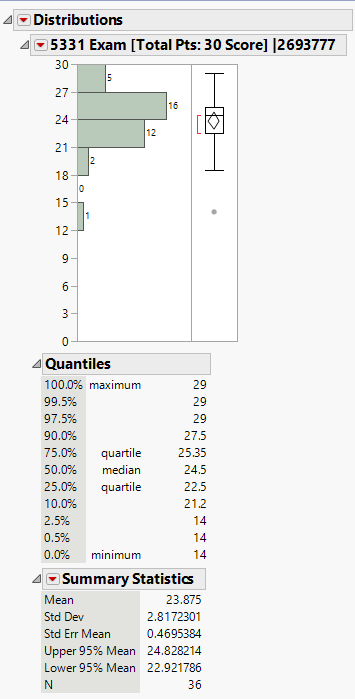 Distributions
5331 Exam [Total Pts: 30 Score] |2693777
30
5
27
16
24
12
21
2
18
0
15
1
12
9
6
3
0
Quantiles
100.0% maximum 29
99.5% 29
97.5% 29
90.0% 27.5
75.0% quartile 25.35
50.0% median 24.5
25.0% quartile 22.5
10.0% 21.2
2.5% 14
0.5% 14
0.0% minimum 14
Summary Statistics
Mean 23.875
Std Dev 2.8172301
Std Err Mean 0.4695384
Upper 95% Mean 24.828214
Lower 95% Mean 22.921786
N 36